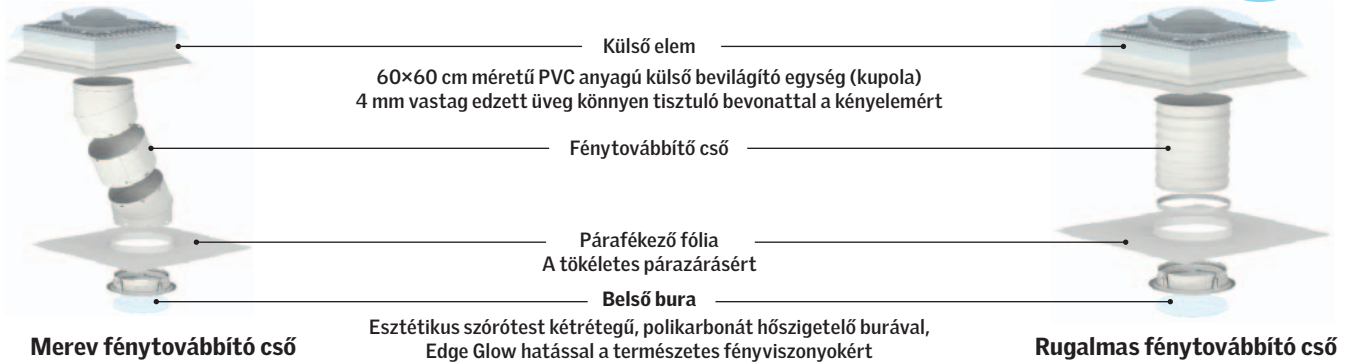 Külső elem
60×60 cm méretű PVC anyagú külső bevilágító egység (kupola)
4 mm vastag edzett üveg könnyen tisztuló bevonattal a kényelemért
Fénytovábbító cső
Párafékező fólia
A tökéletes párazárásért
Belső bura
Esztétikus szórótest kétrétegű, polikarbonát hőszigetelő burával,
Edge Glow hatással a természetes fényviszonyokért
Merev fénytovábbító cső
Rugalmas fénytovábbító cső